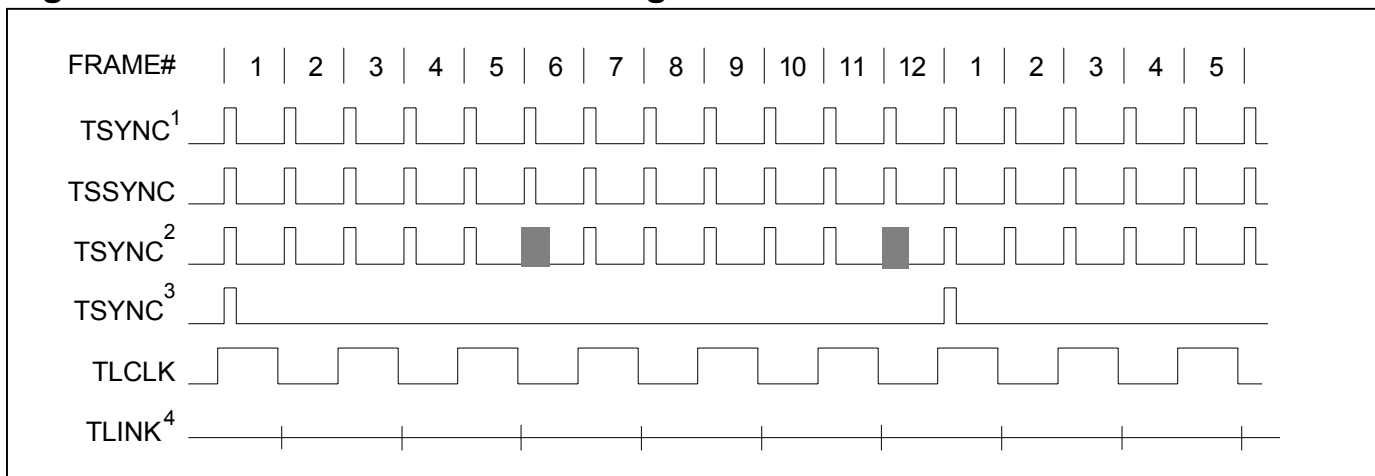 FRAME# 1 2 3 4 5 6 7 8 9 10 11 12 1 2 3 4 5
TSYNC1
TSSYNC
TSYNC2
TSYNC3
TLCLK
TLINK4